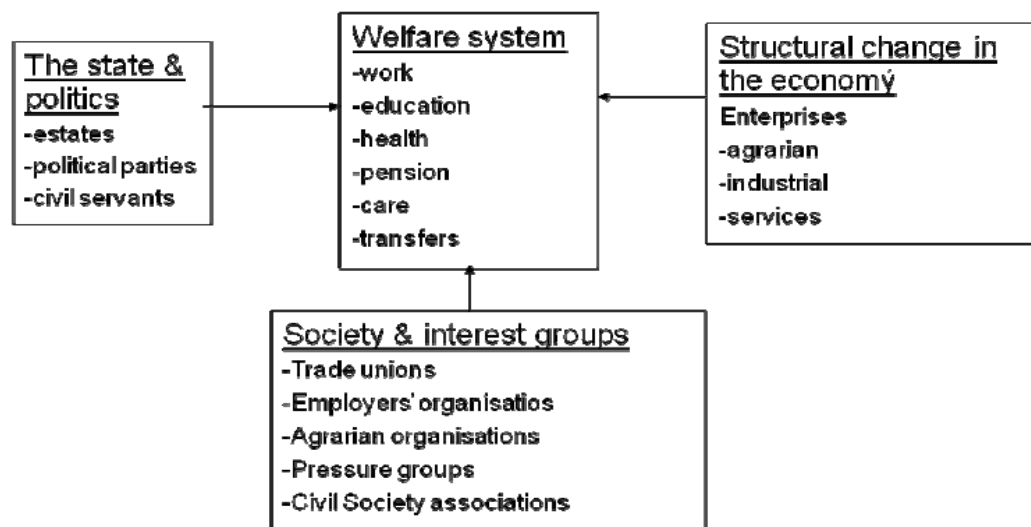 The state &
politics
-estates
-political parties
-civil servants
Welfare system
-work
-education
-health
-pension
-care
-transfers
Structural change in
the economý
Enterprises
-agrarian
-industrial
-services
Society & interest groups
-Trade unions
-Employers' organisatios
-Agrarian organisations
-Pressure groups
-Civil Society associations